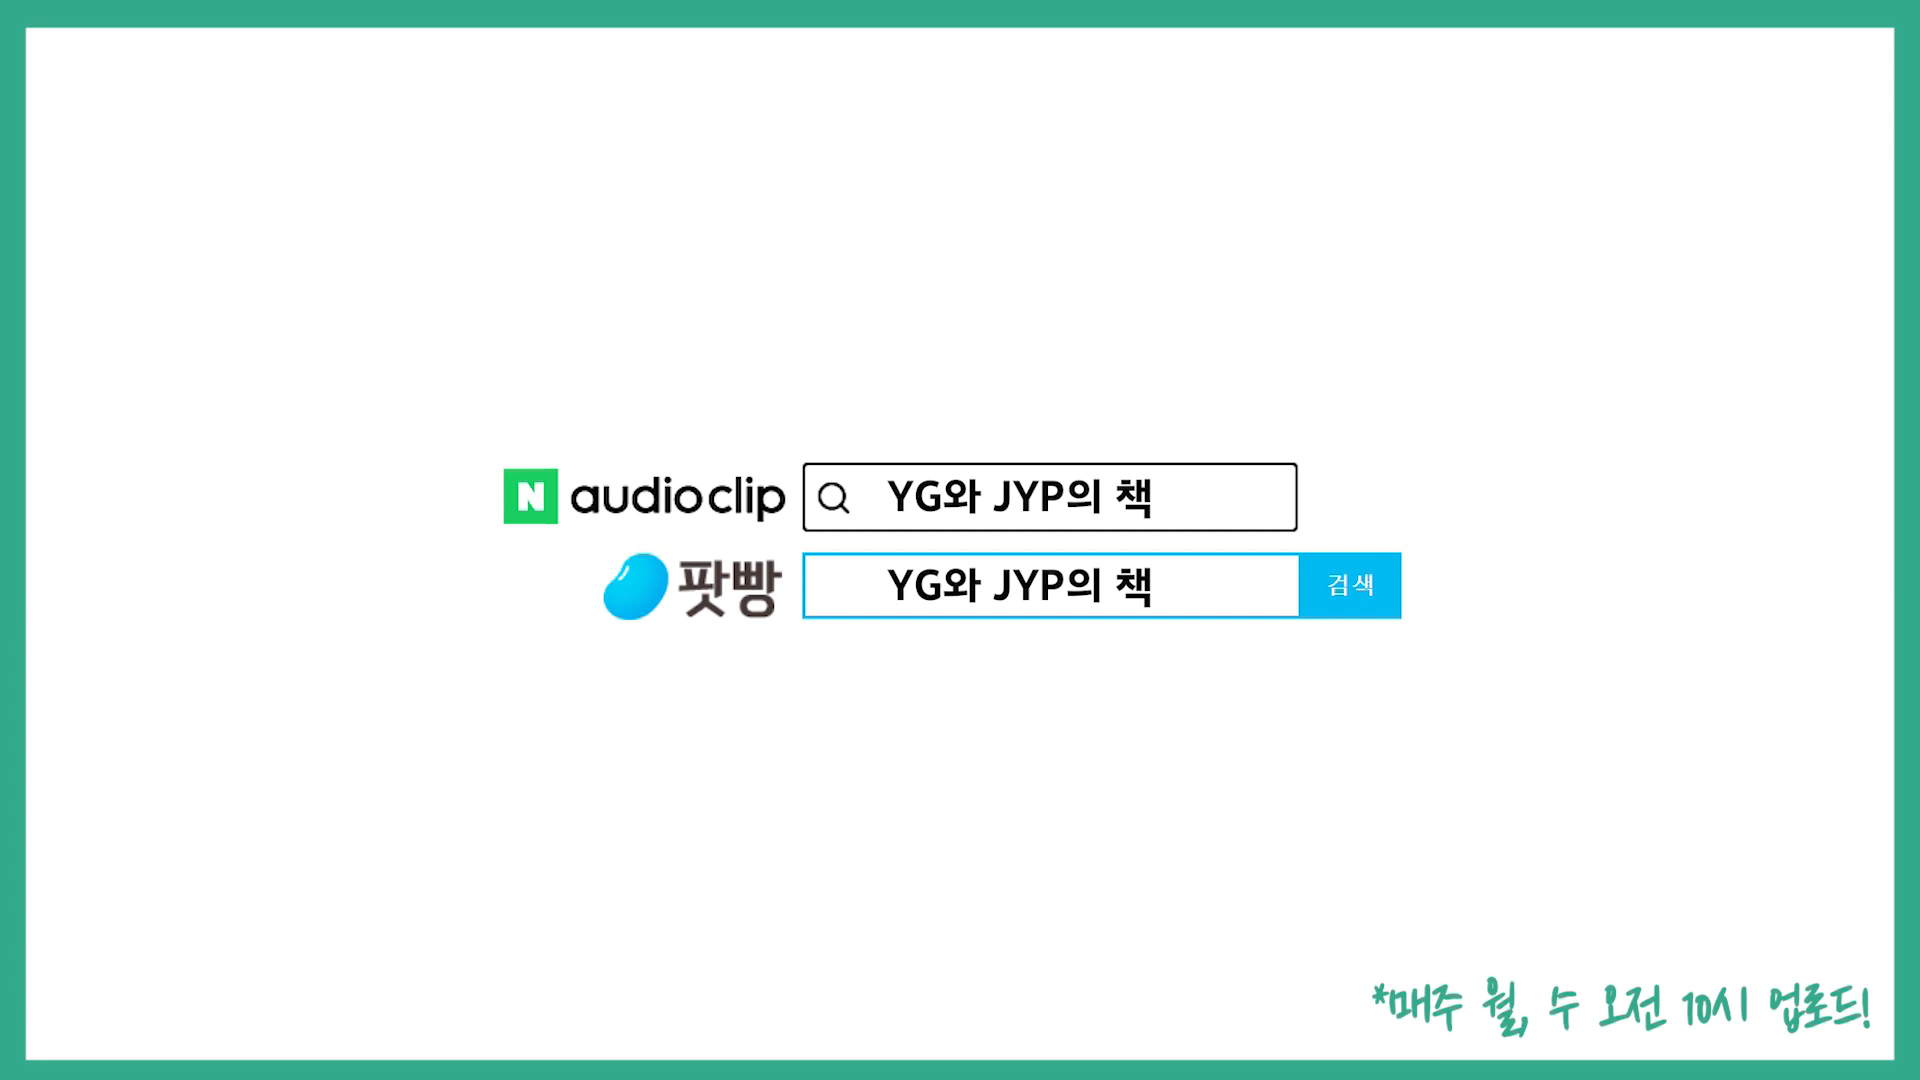 N audioclip YG와 JYP의 책
팟빵 YG와 JYP의 책 검색
*매주 월, 수 오전 10시 업로드!